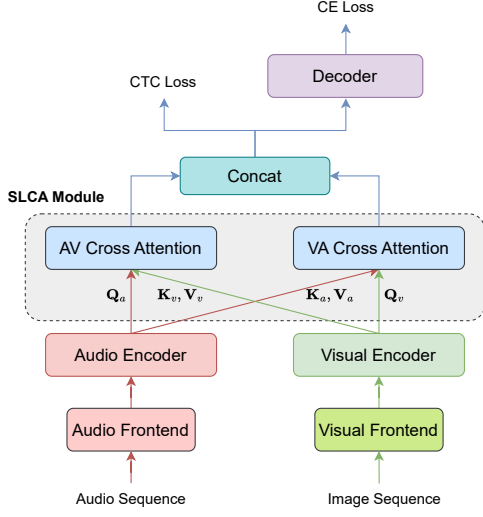 CE Loss
Decoder
CTC Loss
Concat
SLCA Module
AV Cross Attention
VA Cross Attention
Qₐ
Kᵥ, Vᵥ
Kₐ, Vₐ
Qᵥ
Audio Encoder
Visual Encoder
Audio Frontend
Visual Frontend
Audio Sequence
Image Sequence